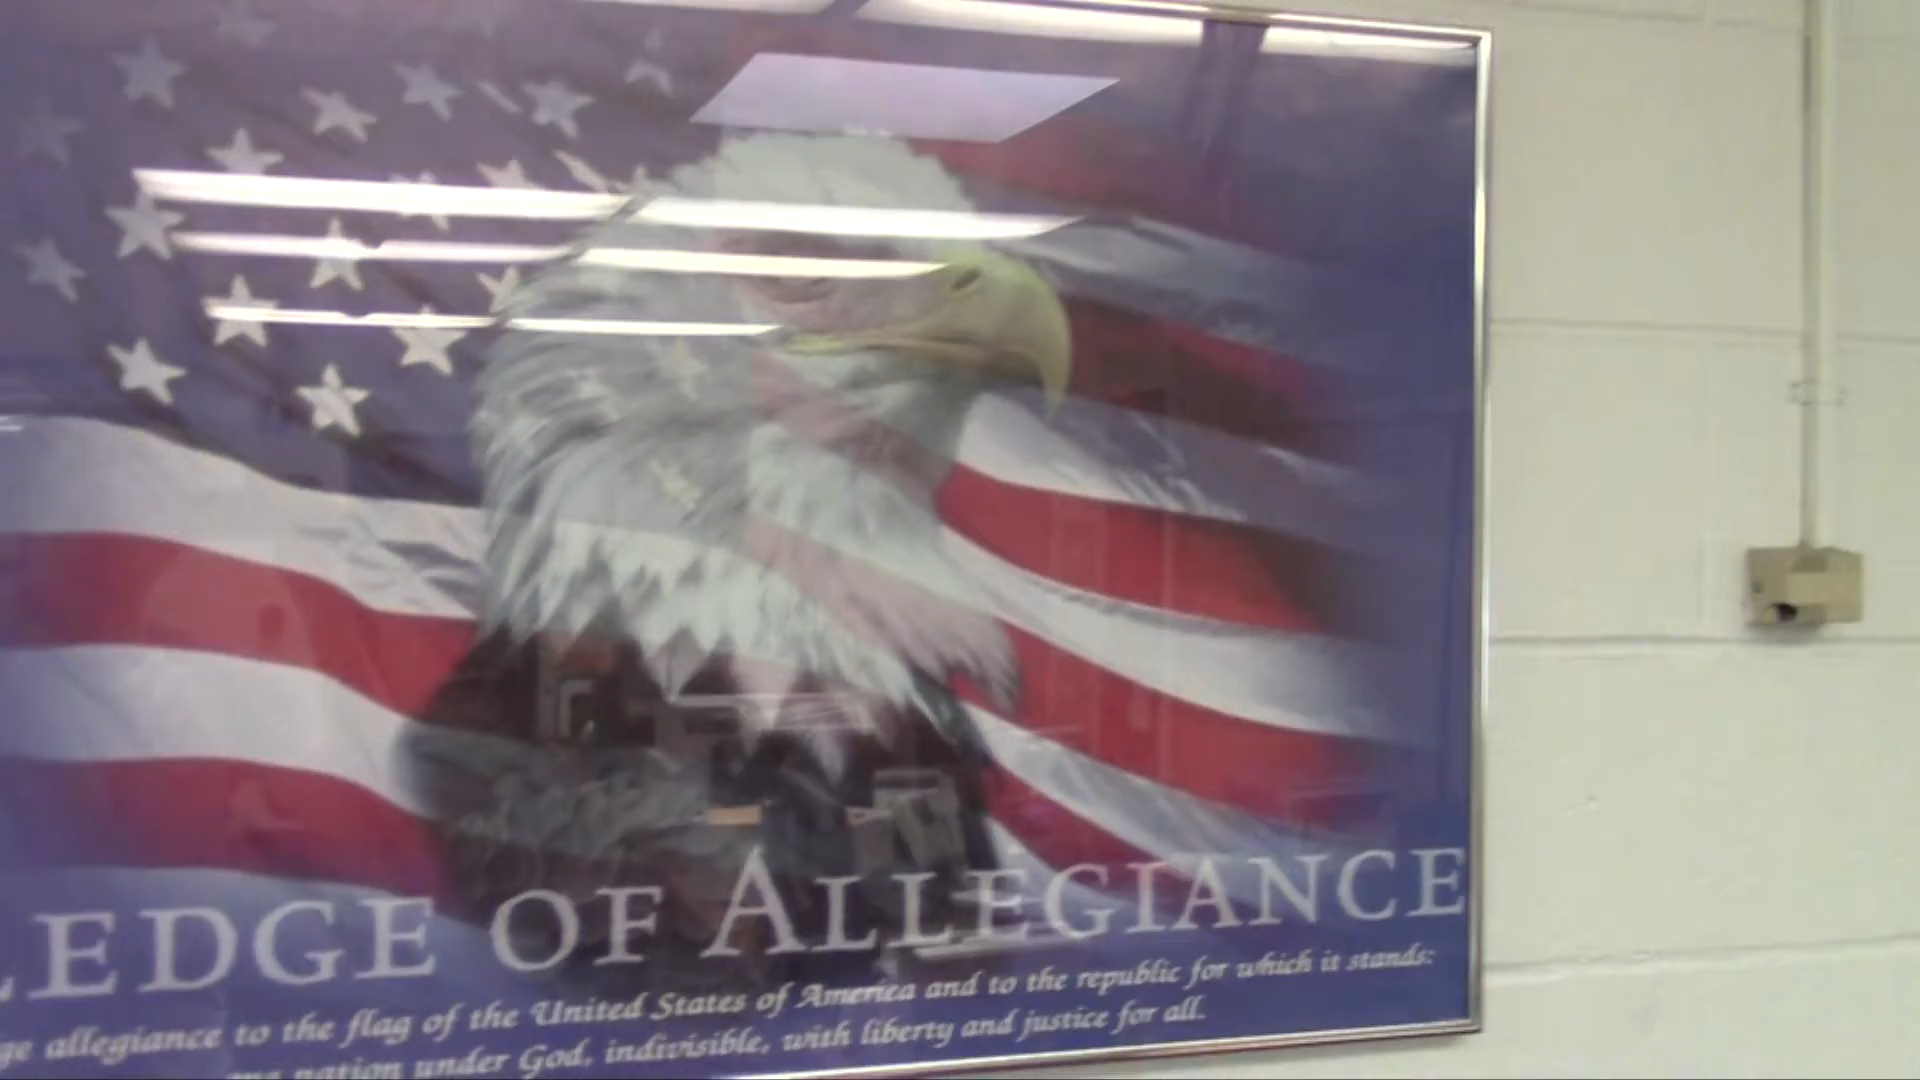 LEDGE OF ALLEGIANCE
ge allegiance to the flag of the United States of America and to the republic for which it stands:
one nation under God, indivisible, with liberty and justice for all.